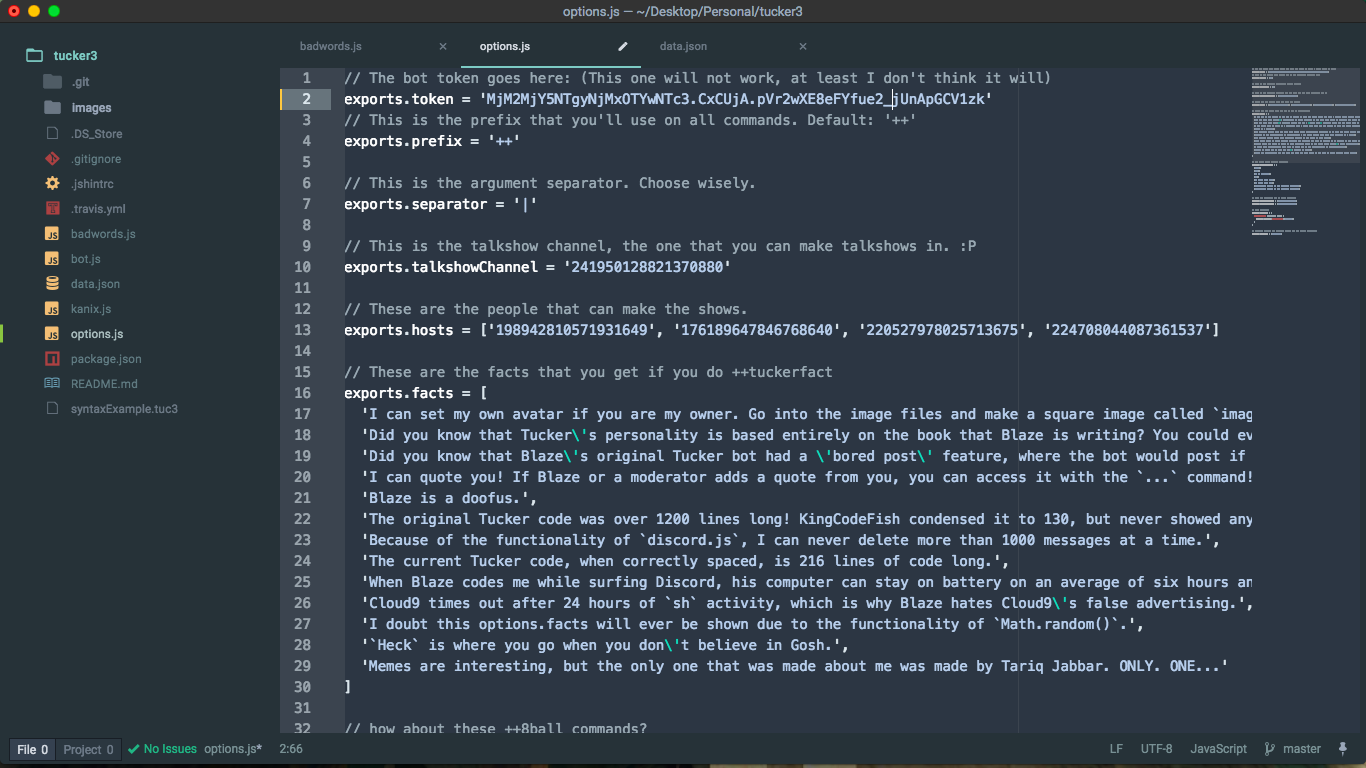 options.js — ~/Desktop/Personal/tucker3
tucker3
.git
images
.DS_Store
.gitignore
.jshintrc
.travis.yml
badwords.js
bot.js
data.json
kanix.js
options.js
package.json
README.md
syntaxExample.tuc3
badwords.js
options.js
data.json
1 // The bot token goes here: (This one will not work, at least I don't think it will)
2 exports.token = 'MjM2MjY5NTgyNjMxOTYwNTc3.CxCUjA.pVr2wXE8eFYfue2_jUnApGCV1zk'
3 // This is the prefix that you'll use on all commands. Default: '++'
4 exports.prefix = '++'
5
6 // This is the argument separator. Choose wisely.
7 exports.separator = '|'
8
9 // This is the talkshow channel, the one that you can make talkshows in. :P
10 exports.talkshowChannel = '241950128821370880'
11
12 // These are the people that can make the shows.
13 exports.hosts = ['198942810571931649', '176189647846768640', '220527978025713675', '224708044087361537']
14
15 // These are the facts that you get if you do ++tuckerfact
16 exports.facts = [
17 'I can set my own avatar if you are my owner. Go into the image files and make a square image called `imag
18 'Did you know that Tucker\'s personality is based entirely on the book that Blaze is writing? You could ev
19 'Did you know that Blaze\'s original Tucker bot had a \'bored post\' feature, where the bot would post if
20 'I can quote you! If Blaze or a moderator adds a quote from you, you can access it with the `...` command!
21 'Blaze is a doofus.',
22 'The original Tucker code was over 1200 lines long! KingCodeFish condensed it to 130, but never showed any
23 'Because of the functionality of `discord.js`, I can never delete more than 1000 messages at a time.',
24 'The current Tucker code, when correctly spaced, is 216 lines of code long.',
25 'When Blaze codes me while surfing Discord, his computer can stay on battery on an average of six hours an
26 'Cloud9 times out after 24 hours of `sh` activity, which is why Blaze hates Cloud9\'s false advertising.',
27 'I doubt this options.facts will ever be shown due to the functionality of `Math.random()`.',
28 '`Heck` is where you go when you don\'t believe in Gosh.',
29 'Memes are interesting, but the only one that was made about me was made by Tariq Jabbar. ONLY. ONE...'
30 ]
31
32 // how about these ++8ball commands?
File 0 Project 0 No Issues options.js* 2:66 LF UTF-8 JavaScript master